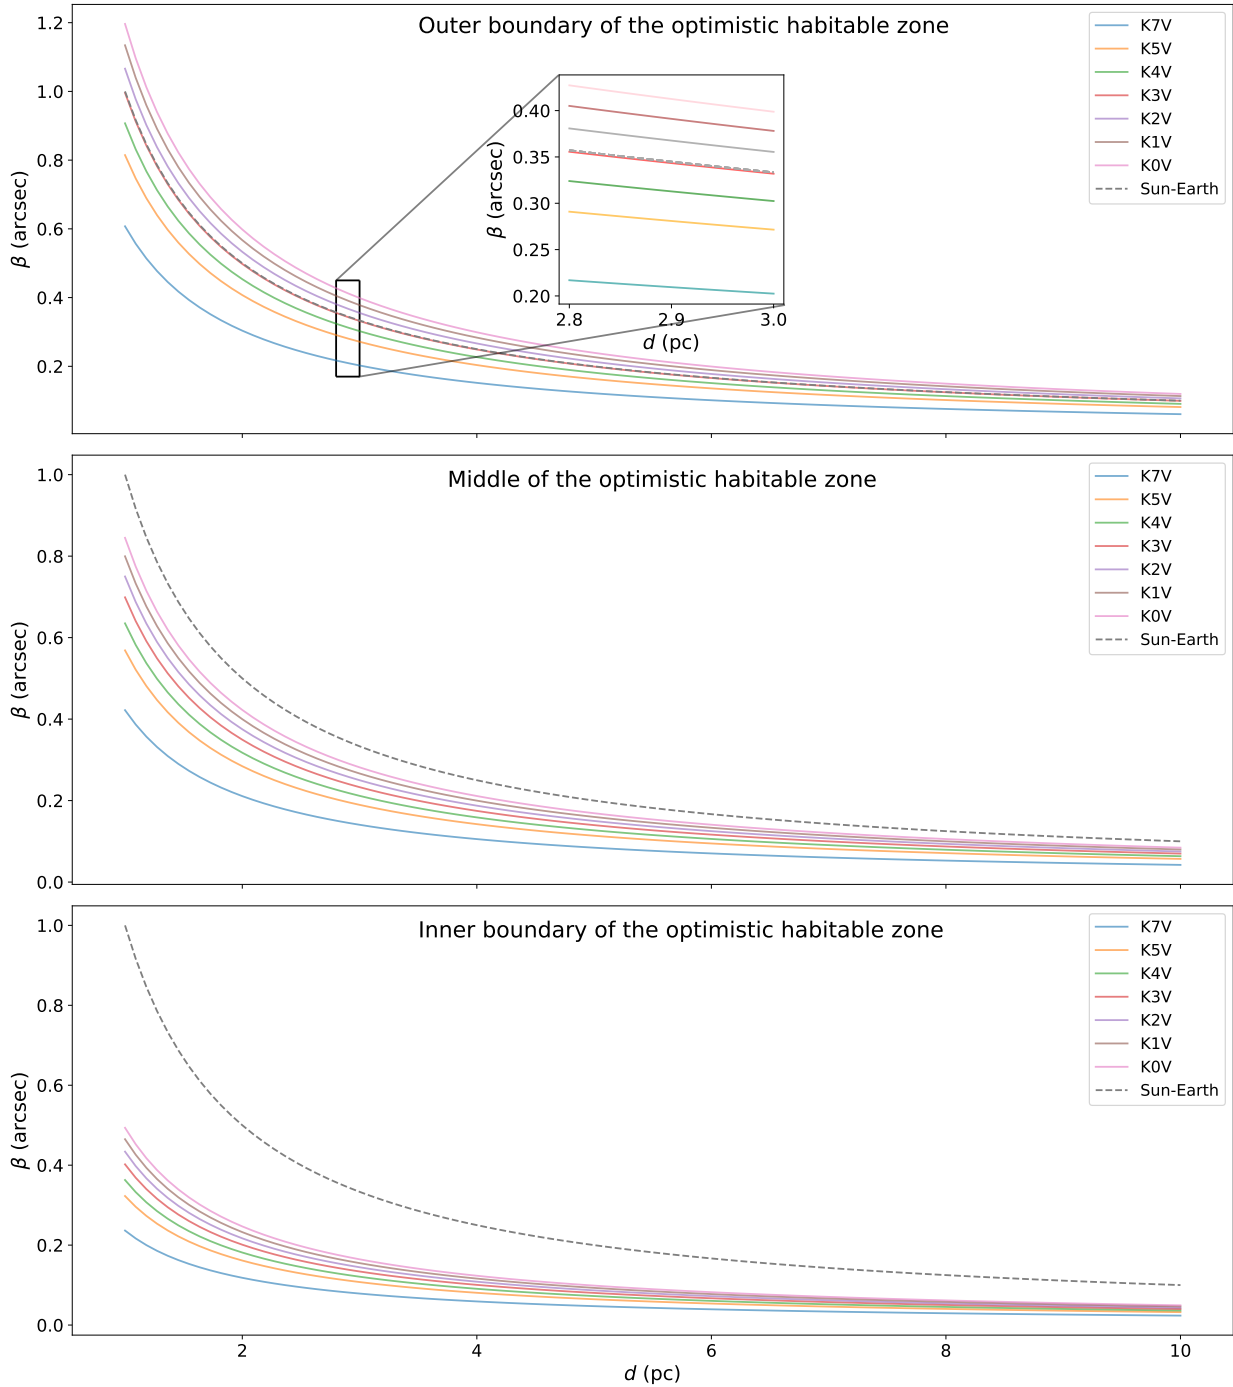 Outer boundary of the optimistic habitable zone
1.2
1.0
0.8
0.6
0.4
0.2
β (arcsec)
K7V
K5V
K4V
K3V
K2V
K1V
K0V
Sun-Earth
0.40
0.35
0.30
0.25
0.20
β (arcsec)
2.8 2.9 3.0
d (pc)
Middle of the optimistic habitable zone
1.0
0.8
0.6
0.4
0.2
0.0
β (arcsec)
K7V
K5V
K4V
K3V
K2V
K1V
K0V
Sun-Earth
Inner boundary of the optimistic habitable zone
1.0
0.8
0.6
0.4
0.2
0.0
β (arcsec)
K7V
K5V
K4V
K3V
K2V
K1V
K0V
Sun-Earth
2 4 6 8 10
d (pc)